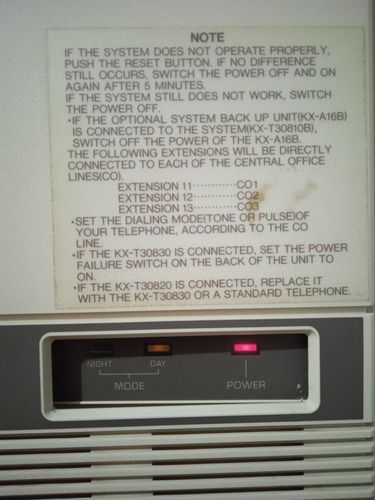 NOTE
IF THE SYSTEM DOES NOT OPERATE PROPERLY,
PUSH THE RESET BUTTON. IF NO DIFFERENCE
STILL OCCURS, SWITCH THE POWER OFF AND ON
AGAIN AFTER 5 MINUTES.
IF THE SYSTEM STILL DOES NOT WORK, SWITCH
THE POWER OFF.
•IF THE OPTIONAL SYSTEM BACK UP UNIT(KX-A16B)
IS CONNECTED TO THE SYSTEM(KX-T30810B),
SWITCH OFF THE POWER OF THE KX-A16B.
THE FOLLOWING EXTENSIONS WILL BE DIRECTLY
CONNECTED TO EACH OF THE CENTRAL OFFICE
LINES(CO).
EXTENSION 11············CO1
EXTENSION 12············CO2
EXTENSION 13············CO3
•SET THE DIALING MODE(TONE OR PULSE)OF
YOUR TELEPHONE, ACCORDING TO THE CO
LINE.
•IF THE KX-T30830 IS CONNECTED, SET THE POWER
FAILURE SWITCH ON THE BACK OF THE UNIT TO
ON.
•IF THE KX-T30820 IS CONNECTED, REPLACE IT
WITH THE KX-T30830 OR A STANDARD TELEPHONE.
NIGHT DAY
MODE POWER